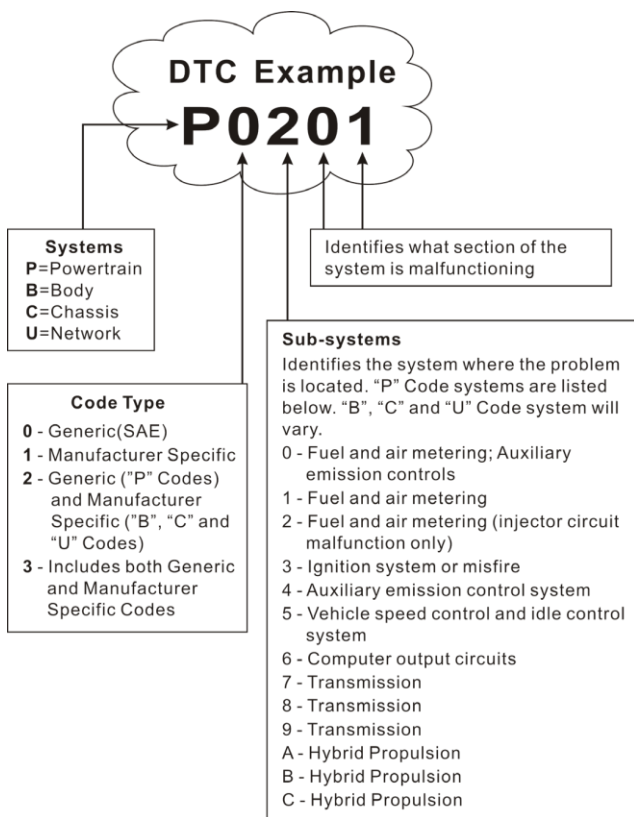 DTC Example
P0201
Systems
P=Powertrain
B=Body
C=Chassis
U=Network
Identifies what section of the
system is malfunctioning
Code Type
0 - Generic(SAE)
1 - Manufacturer Specific
2 - Generic ("P" Codes)
and Manufacturer
Specific ("B", "C" and
"U" Codes)
3 - Includes both Generic
and Manufacturer
Specific Codes
Sub-systems
Identifies the system where the problem
is located. "P" Code systems are listed
below. "B", "C" and "U" Code system will
vary.
0 - Fuel and air metering; Auxiliary
emission controls
1 - Fuel and air metering
2 - Fuel and air metering (injector circuit
malfunction only)
3 - Ignition system or misfire
4 - Auxiliary emission control system
5 - Vehicle speed control and idle control
system
6 - Computer output circuits
7 - Transmission
8 - Transmission
9 - Transmission
A - Hybrid Propulsion
B - Hybrid Propulsion
C - Hybrid Propulsion